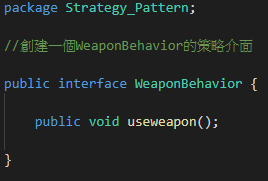 package Strategy_Pattern;
//創建一個WeaponBehavior的策略介面
public interface WeaponBehavior {
public void useweapon();
}